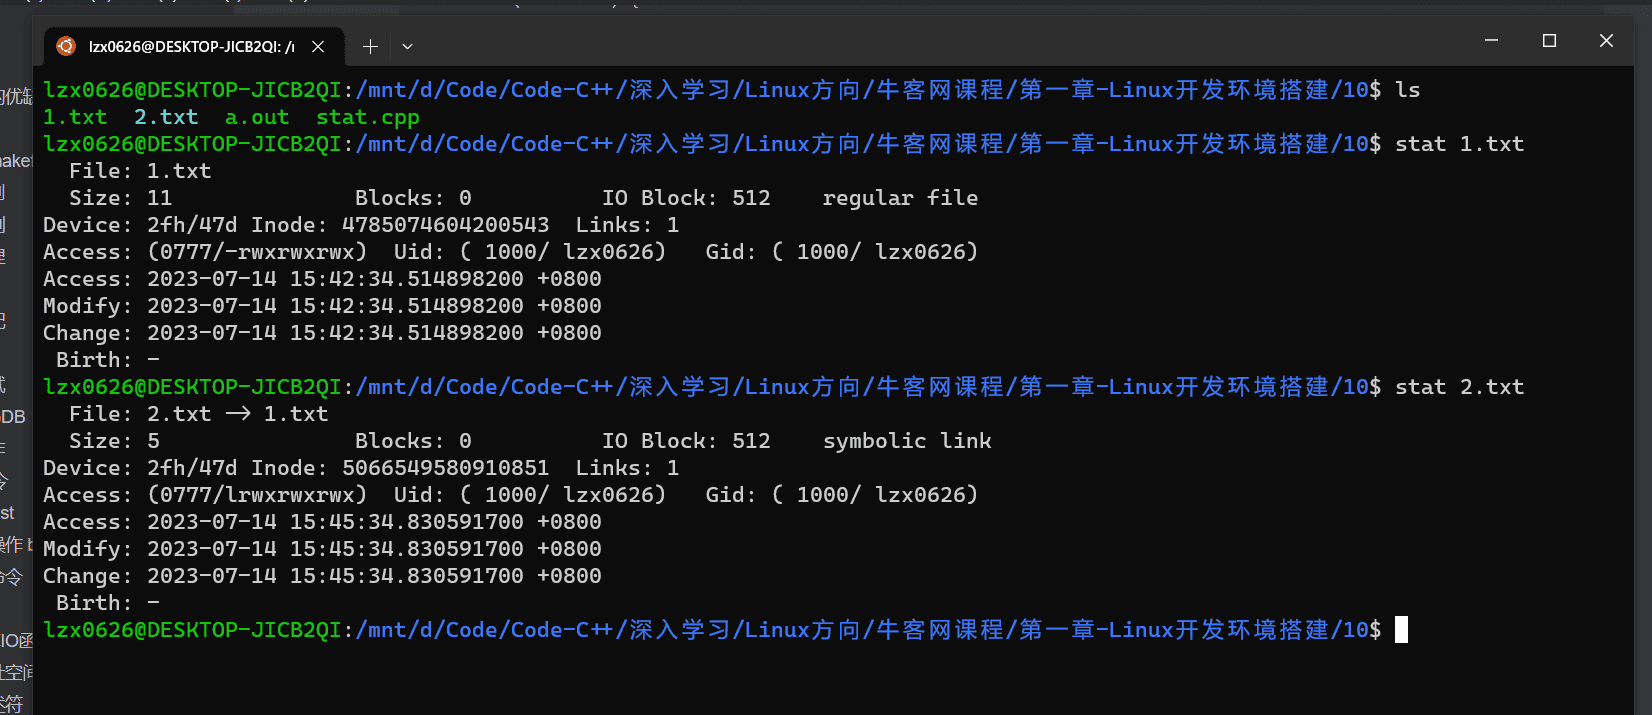 lzx0626@DESKTOP-JICB2QI: /r
lzx0626@DESKTOP-JICB2QI:/mnt/d/Code/Code-C++/深入学习/Linux方向/牛客网课程/第一章-Linux开发环境搭建/10$ ls
1.txt  2.txt  a.out  stat.cpp
lzx0626@DESKTOP-JICB2QI:/mnt/d/Code/Code-C++/深入学习/Linux方向/牛客网课程/第一章-Linux开发环境搭建/10$ stat 1.txt
  File: 1.txt
  Size: 11              Blocks: 0          IO Block: 512    regular file
Device: 2fh/47d Inode: 4785074604200543  Links: 1
Access: (0777/-rwxrwxrwx)  Uid: ( 1000/ lzx0626)   Gid: ( 1000/ lzx0626)
Access: 2023-07-14 15:42:34.514898200 +0800
Modify: 2023-07-14 15:42:34.514898200 +0800
Change: 2023-07-14 15:42:34.514898200 +0800
 Birth: -
lzx0626@DESKTOP-JICB2QI:/mnt/d/Code/Code-C++/深入学习/Linux方向/牛客网课程/第一章-Linux开发环境搭建/10$ stat 2.txt
  File: 2.txt -> 1.txt
  Size: 5               Blocks: 0          IO Block: 512    symbolic link
Device: 2fh/47d Inode: 5066549580910851  Links: 1
Access: (0777/lrwxrwxrwx)  Uid: ( 1000/ lzx0626)   Gid: ( 1000/ lzx0626)
Access: 2023-07-14 15:45:34.830591700 +0800
Modify: 2023-07-14 15:45:34.830591700 +0800
Change: 2023-07-14 15:45:34.830591700 +0800
 Birth: -
lzx0626@DESKTOP-JICB2QI:/mnt/d/Code/Code-C++/深入学习/Linux方向/牛客网课程/第一章-Linux开发环境搭建/10$